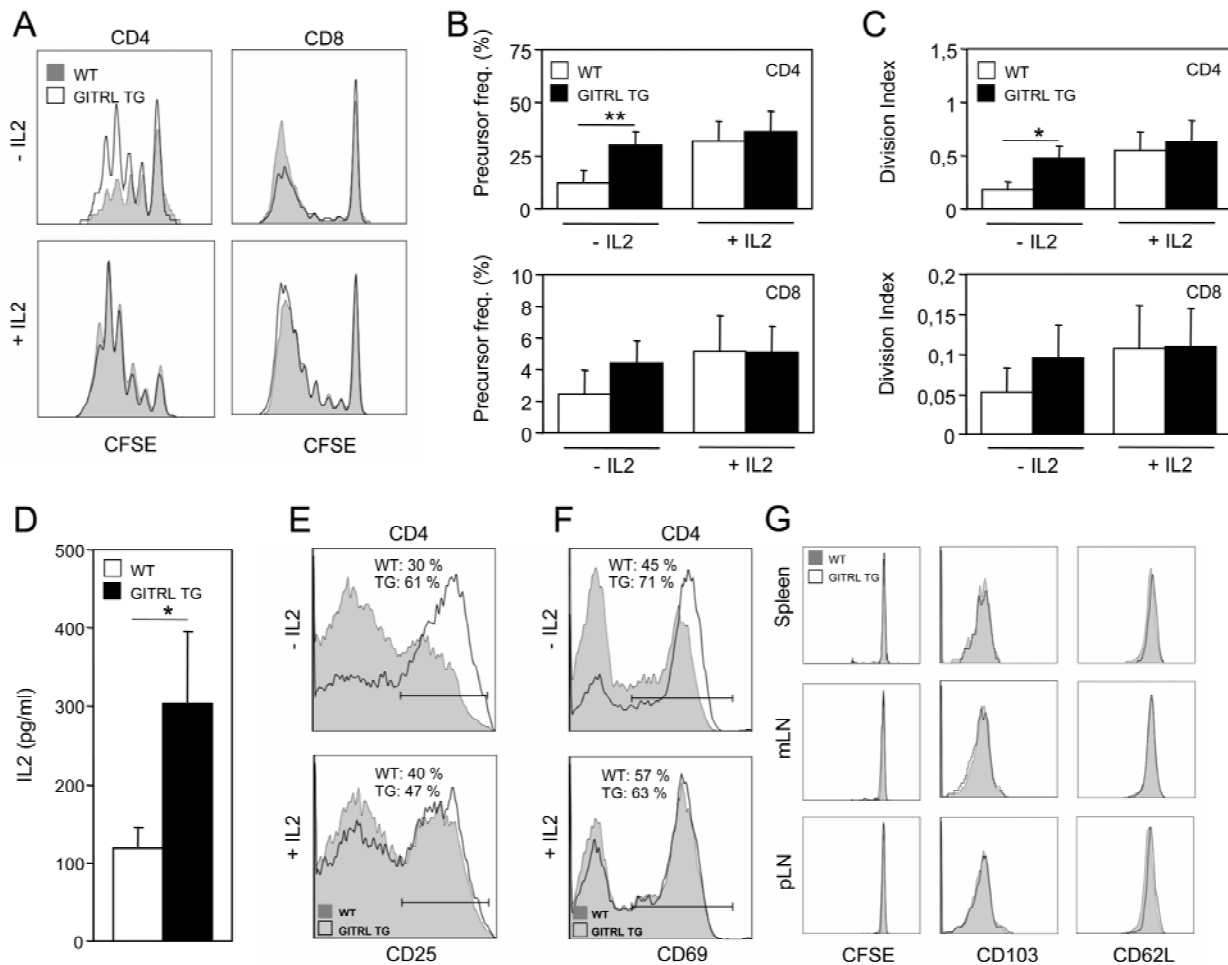 A
CD4
CD8
WT
GITRL TG
- IL2
+ IL2
CFSE
CFSE
B
Precursor freq. (%)
75
50
25
0
WT
GITRL TG
CD4
**
- IL2
+ IL2
Precursor freq. (%)
10
8
6
4
2
0
CD8
- IL2
+ IL2
C
Division Index
1,5
1
0,5
0
WT
GITRL TG
CD4
*
- IL2
+ IL2
Division Index
0,2
0,15
0,1
0,05
0
CD8
- IL2
+ IL2
D
IL2 (pg/ml)
500
400
300
200
100
0
WT
GITRL TG
*
E
CD4
- IL2
WT: 30 %
TG: 61 %
+ IL2
WT: 40 %
TG: 47 %
WT
GITRL TG
CD25
F
CD4
- IL2
WT: 45 %
TG: 71 %
+ IL2
WT: 57 %
TG: 63 %
WT
GITRL TG
CD69
G
WT
GITRL TG
Spleen
mLN
pLN
CFSE
CD103
CD62L